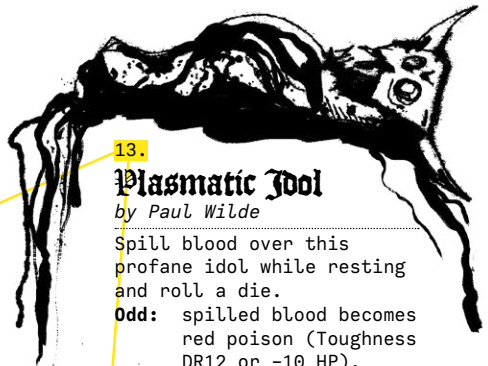 13.
Plasmatic Idol
by Paul Wilde
Spill blood over this
profane idol while resting
and roll a die.
Odd: spilled blood becomes
red poison (Toughness
DR12 or –10 HP).